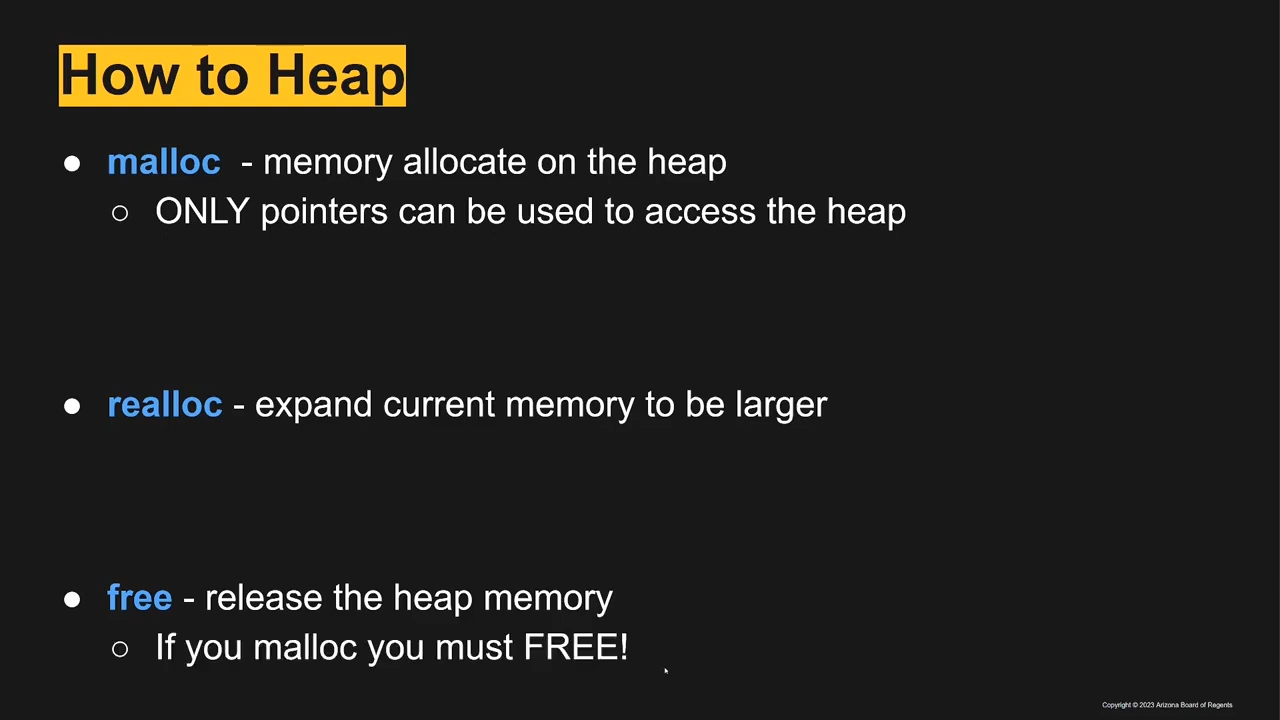 How to Heap
● malloc - memory allocate on the heap
○ ONLY pointers can be used to access the heap
● realloc - expand current memory to be larger
● free - release the heap memory
○ If you malloc you must FREE!
Copyright © 2023 Arizona Board of Regents